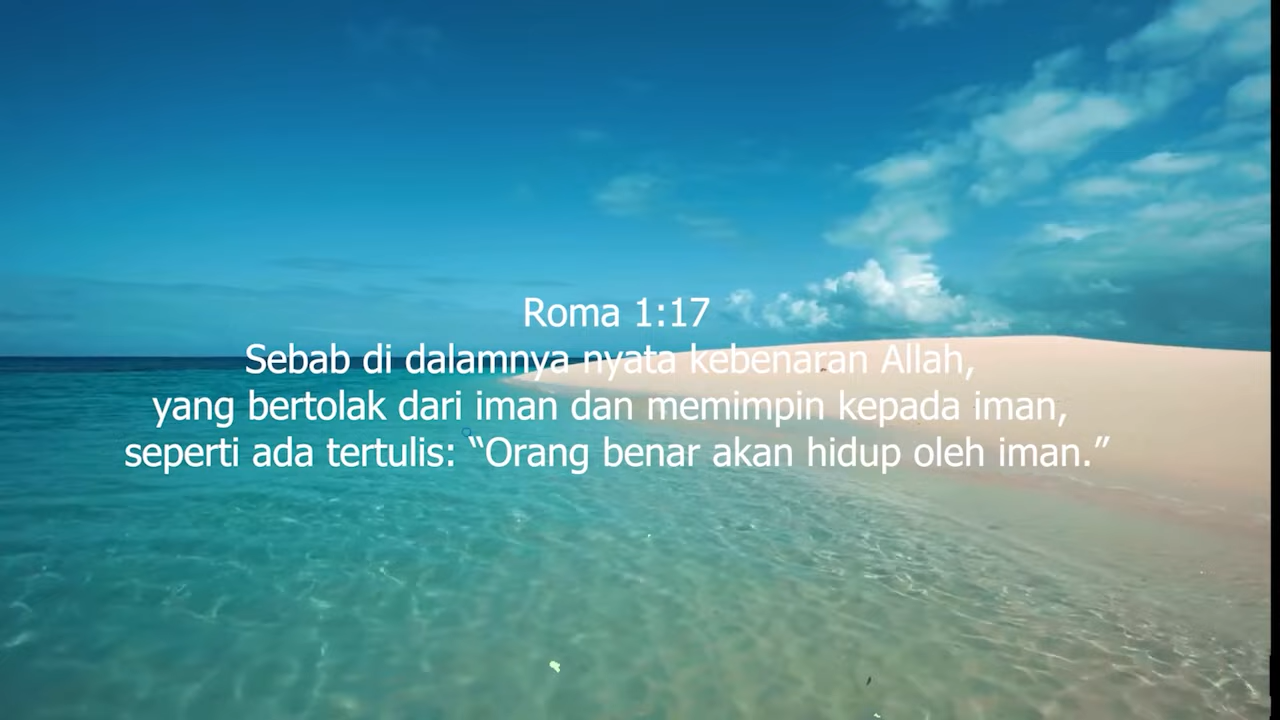 Roma 1:17
Sebab di dalamnya nyata kebenaran Allah,
yang bertolak dari iman dan memimpin kepada iman,
seperti ada tertulis: “Orang benar akan hidup oleh iman.”